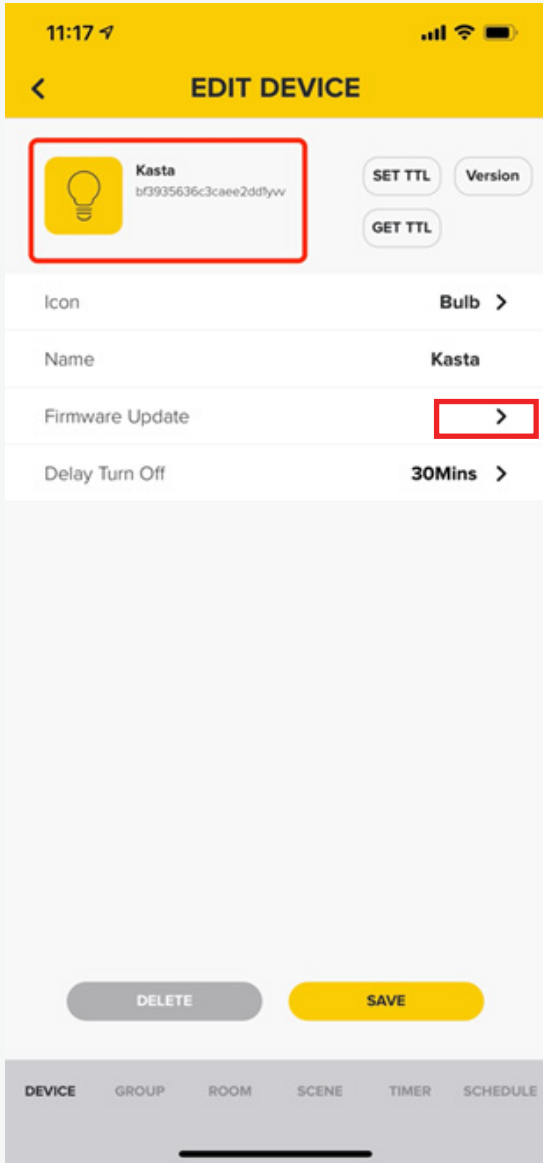 11:17
EDIT DEVICE
Kasta
bf3935636c3caee2dd1yvv
SET TTL
Version
GET TTL
Icon
Bulb
Name
Kasta
Firmware Update
Delay Turn Off
30Mins
DELETE
SAVE
DEVICE
GROUP
ROOM
SCENE
TIMER
SCHEDULE